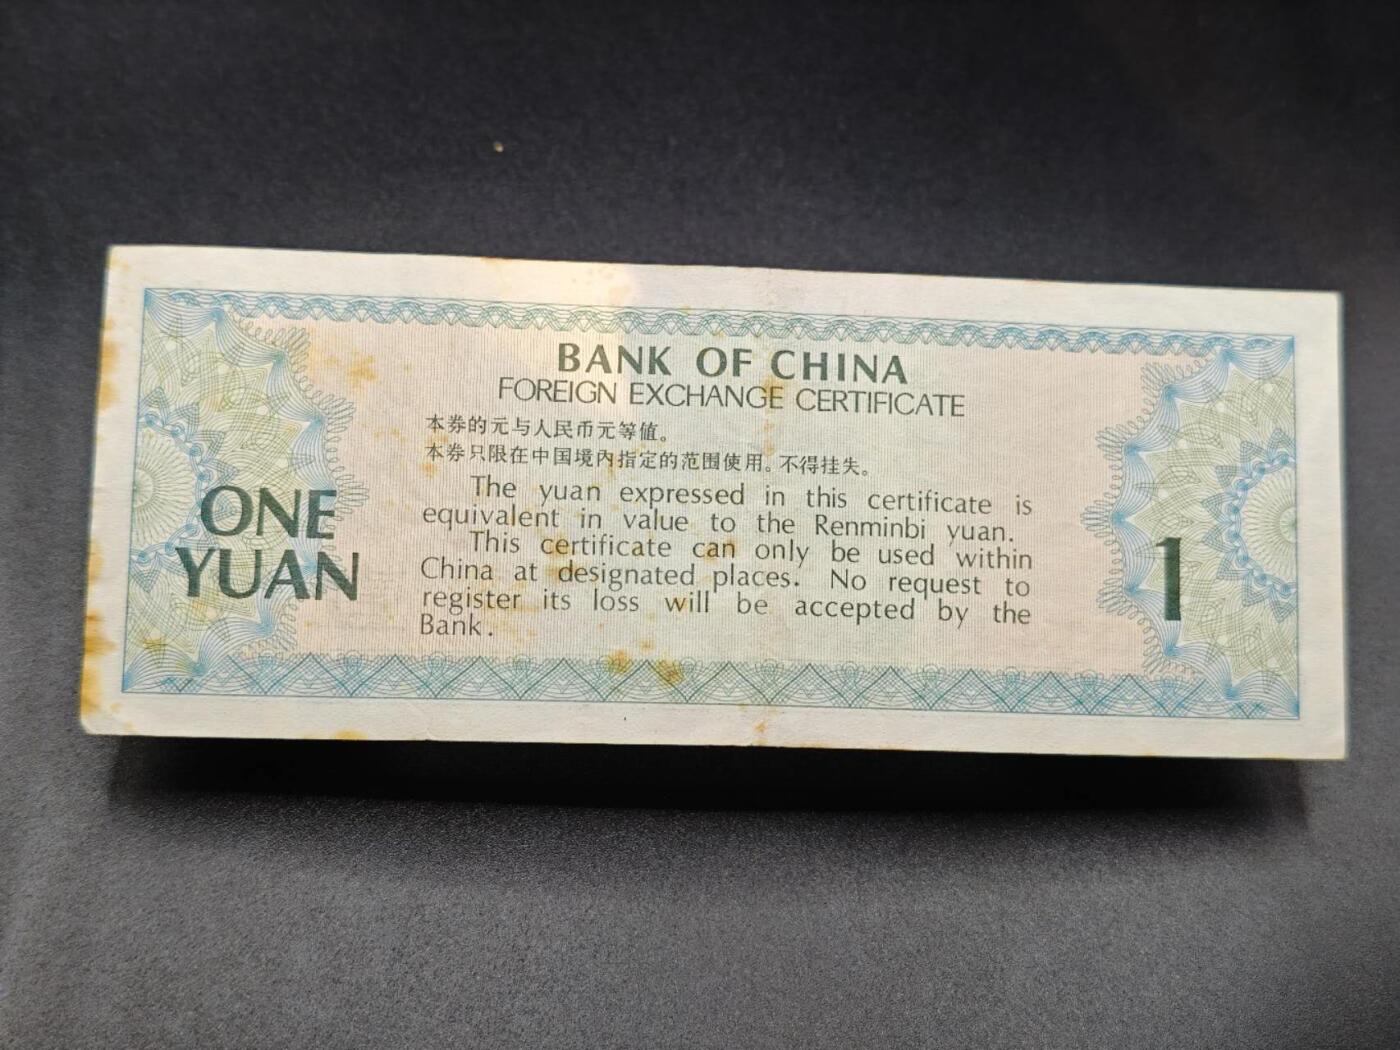 BANK OF CHINA
FOREIGN EXCHANGE CERTIFICATE
本券的元与人民币元等值。
本券只限在中国境内指定的范围使用。不得挂失。
The yuan expressed in this certificate is
equivalent in value to the Renminbi yuan.
This certificate can only be used within
China at designated places. No request to
register its loss will be accepted by the
Bank.
ONE
YUAN
1